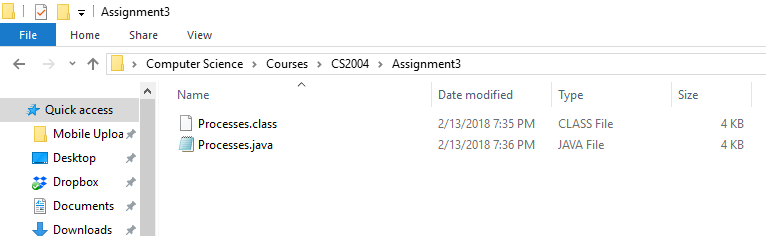 Assignment3
File Home Share View
Computer Science Courses CS2004 Assignment3
Name Date modified Type Size
Quick access
Processes.class 2/13/2018 7:35 PM CLASS File 4 KB
Mobile Uploa
Processes.java 2/13/2018 7:36 PM JAVA File 4 KB
Desktop
Dropbox
Documents
Downloads